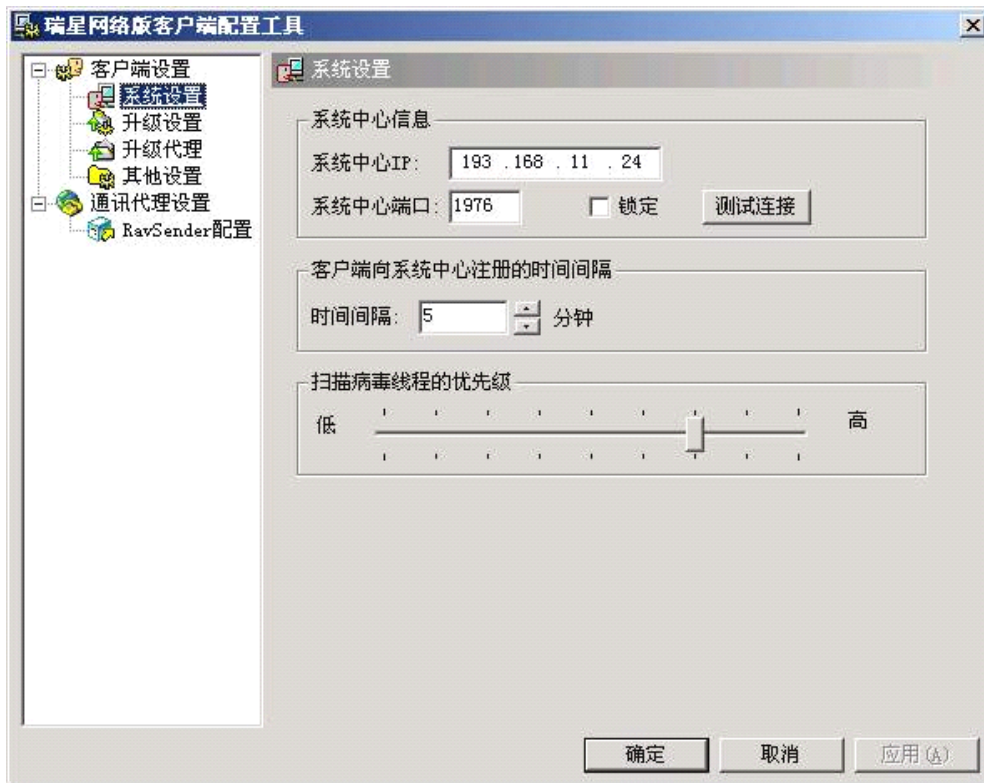 瑞星网络版客户端配置工具
客户端设置
系统设置
升级设置
升级代理
其他设置
通讯代理设置
RavSender配置
系统设置
系统中心信息
系统中心IP: 193 .168 . 11 . 24
系统中心端口: 1976 锁定 测试连接
客户端向系统中心注册的时间间隔
时间间隔: 5 分钟
扫描病毒线程的优先级
低 高
确定 取消 应用(A)